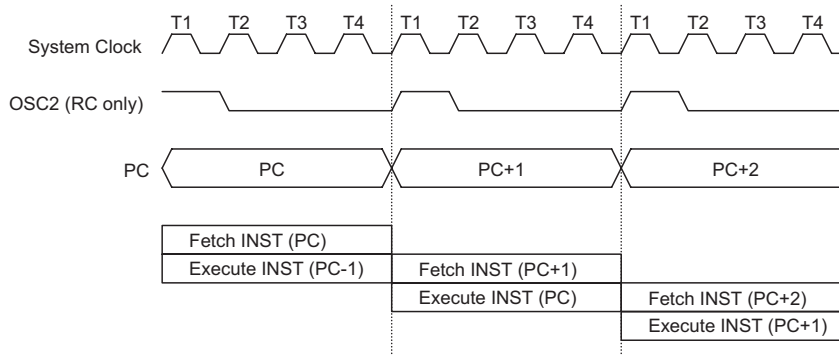 T1 T2 T3 T4 T1 T2 T3 T4 T1 T2 T3 T4
System Clock
OSC2 (RC only)
PC PC PC+1 PC+2
Fetch INST (PC)
Execute INST (PC-1) Fetch INST (PC+1)
Execute INST (PC) Fetch INST (PC+2)
Execute INST (PC+1)